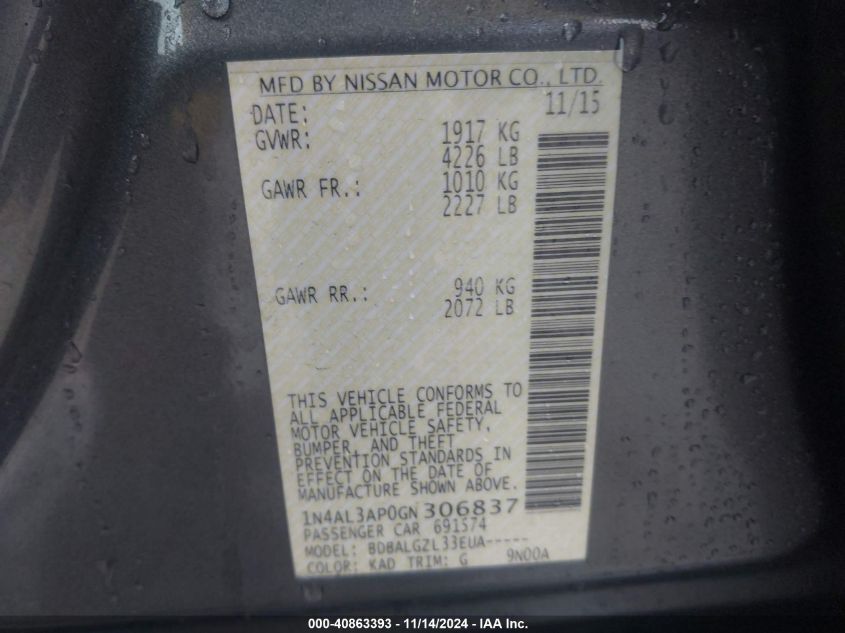 MFD BY NISSAN MOTOR CO., LTD.
DATE: 11/15
GVWR: 1917 KG
4226 LB
GAWR FR.: 1010 KG
2227 LB
GAWR RR.: 940 KG
2072 LB
THIS VEHICLE CONFORMS TO
ALL APPLICABLE FEDERAL
MOTOR VEHICLE SAFETY,
BUMPER, AND THEFT
PREVENTION STANDARDS IN
EFFECT ON THE DATE OF
MANUFACTURE SHOWN ABOVE.
1N4AL3AP0GN306837
PASSENGER CAR 691574
MODEL: BDBALGZL33EUA-----
COLOR: KAD TRIM: G 9N00A
000-40863393 - 11/14/2024 - IAA Inc.